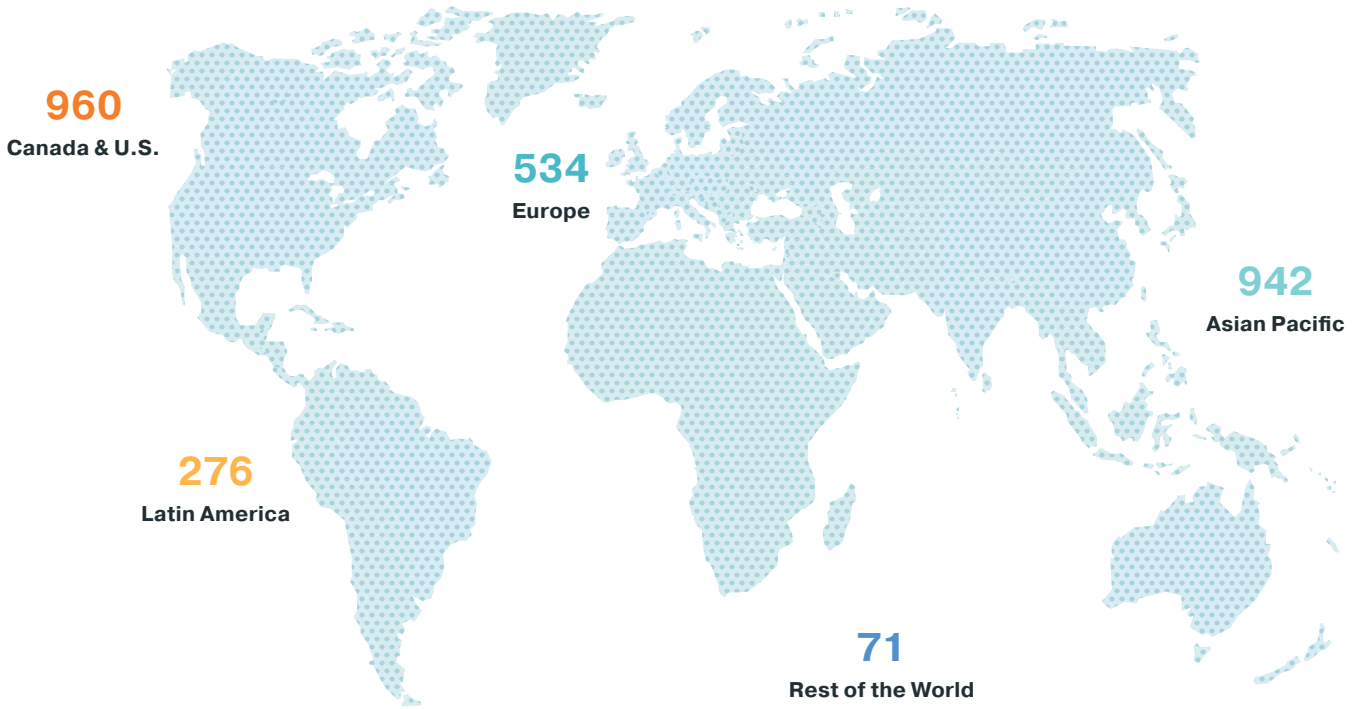 960
Canada & U.S.
534
Europe
942
Asian Pacific
276
Latin America
71
Rest of the World